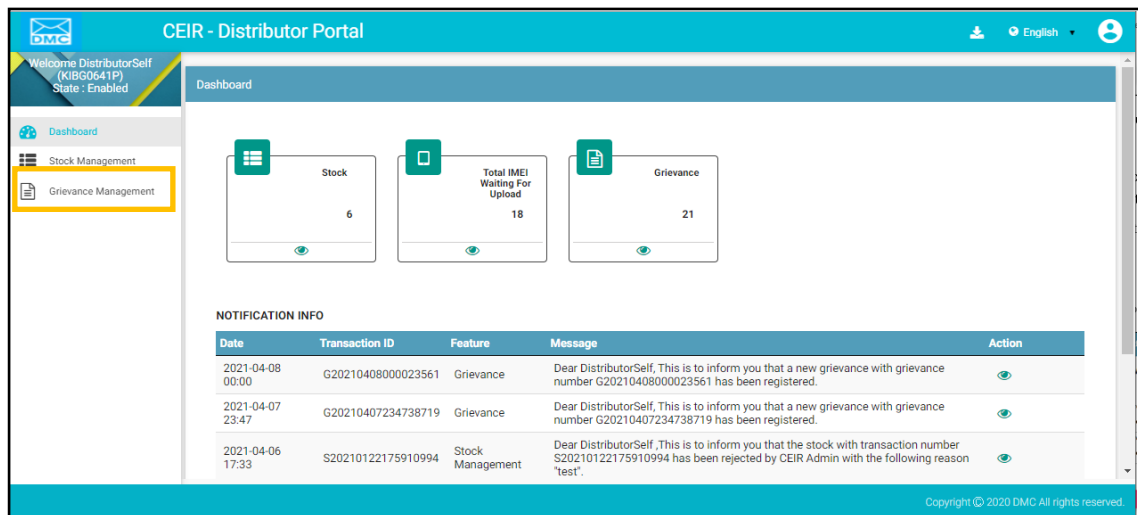 DMC
CEIR - Distributor Portal
English
Welcome DistributorSelf
(KIBG0641P)
State : Enabled
Dashboard
Dashboard
Stock Management
Grievance Management
Stock
6
Total IMEI
Waiting For
Upload
18
Grievance
21
NOTIFICATION INFO
Date Transaction ID Feature Message Action
2021-04-08
00:00
G20210408000023561
Grievance
Dear DistributorSelf, This is to inform you that a new grievance with grievance
number G20210408000023561 has been registered.
2021-04-07
23:47
G20210407234738719
Grievance
Dear DistributorSelf, This is to inform you that a new grievance with grievance
number G20210407234738719 has been registered.
2021-04-06
17:33
S20210122175910994
Stock
Management
Dear DistributorSelf ,This is to inform you that the stock with transaction number
S20210122175910994 has been rejected by CEIR Admin with the following reason
"test".
Copyright © 2020 DMC All rights reserved.